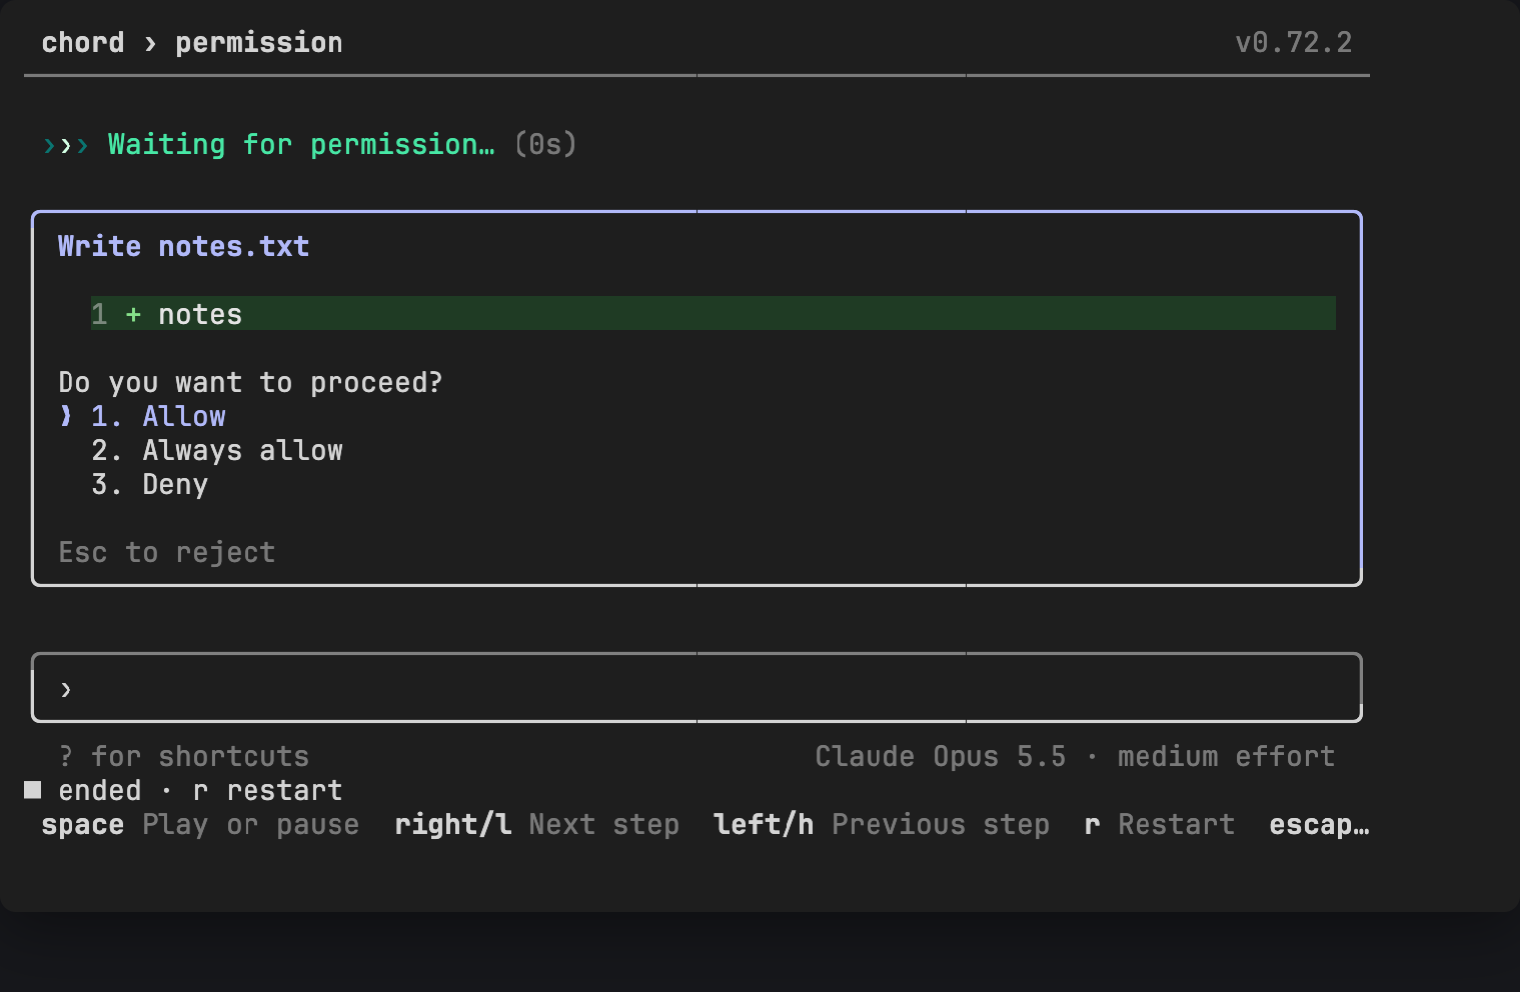 chord › permission v0.72.2
››› Waiting for permission… (0s)
Write notes.txt
1 + notes
Do you want to proceed?
❯ 1. Allow
2. Always allow
3. Deny
Esc to reject
›
? for shortcuts Claude Opus 5.5 · medium effort
■ ended · r restart
space Play or pause right/l Next step left/h Previous step r Restart escap…